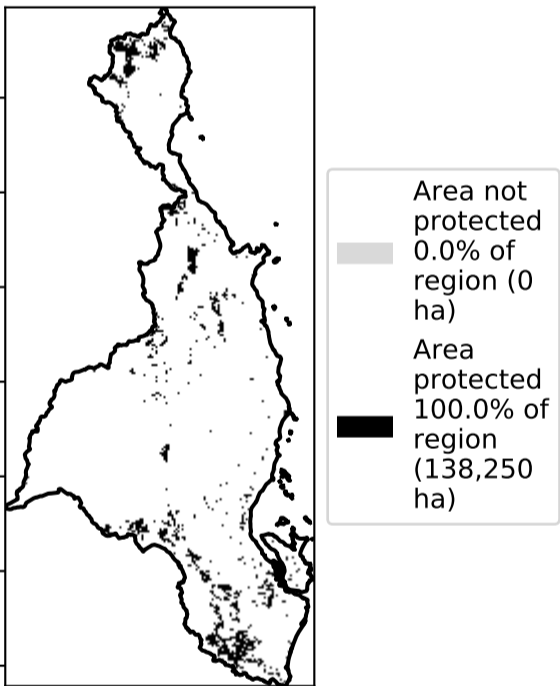 Area not
protected
0.0% of
region (0
ha)
Area
protected
100.0% of
region
(138,250
ha)